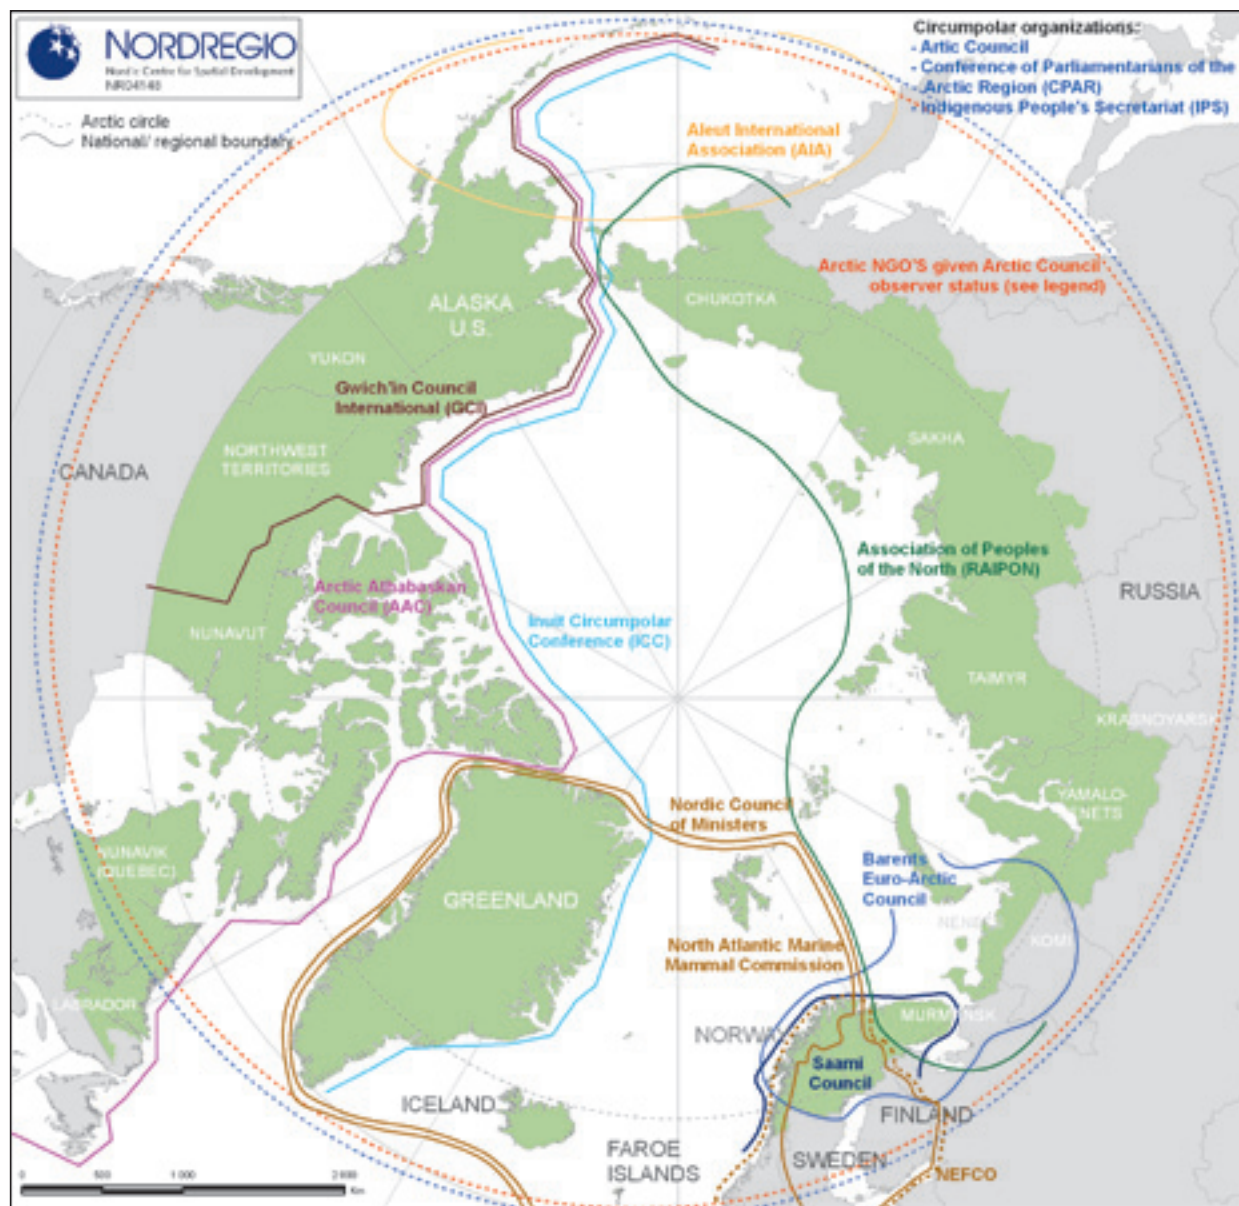 NORDREGIO
Nordic Centre for Spatial Development
NR04148
Arctic circle
National/ regional boundary
Circumpolar organizations:
- Artic Council
- Conference of Parliamentarians of the
- Arctic Region (CPAR)
- Indigenous People's Secretariat (IPS)
Aleut International
Association (AIA)
Arctic NGO'S given Arctic Council
observer status (see legend)
ALASKA
U.S.
CHUKOTKA
YUKON
Gwich'in Council
International (GCI)
NORTHWEST
TERRITORIES
SAKHA
CANADA
Association of Peoples
of the North (RAIPON)
RUSSIA
Arctic Athabaskan
Council (AAC)
Inuit Circumpolar
Conference (ICC)
NUNAVUT
TAIMYR
KRASNOYARSK
YAMALO-
NENETS
Nordic Council
of Ministers
NUNAVIK
(QUEBEC)
Barents
Euro-Arctic
Council
GREENLAND
KOMI
North Atlantic Marine
Mammal Commission
LABRADOR
MURMANSK
NORWAY
Saami
Council
ICELAND
FINLAND
FAROE
ISLANDS
SWEDEN
NEFCO
0 500 1 000 2 000
Km